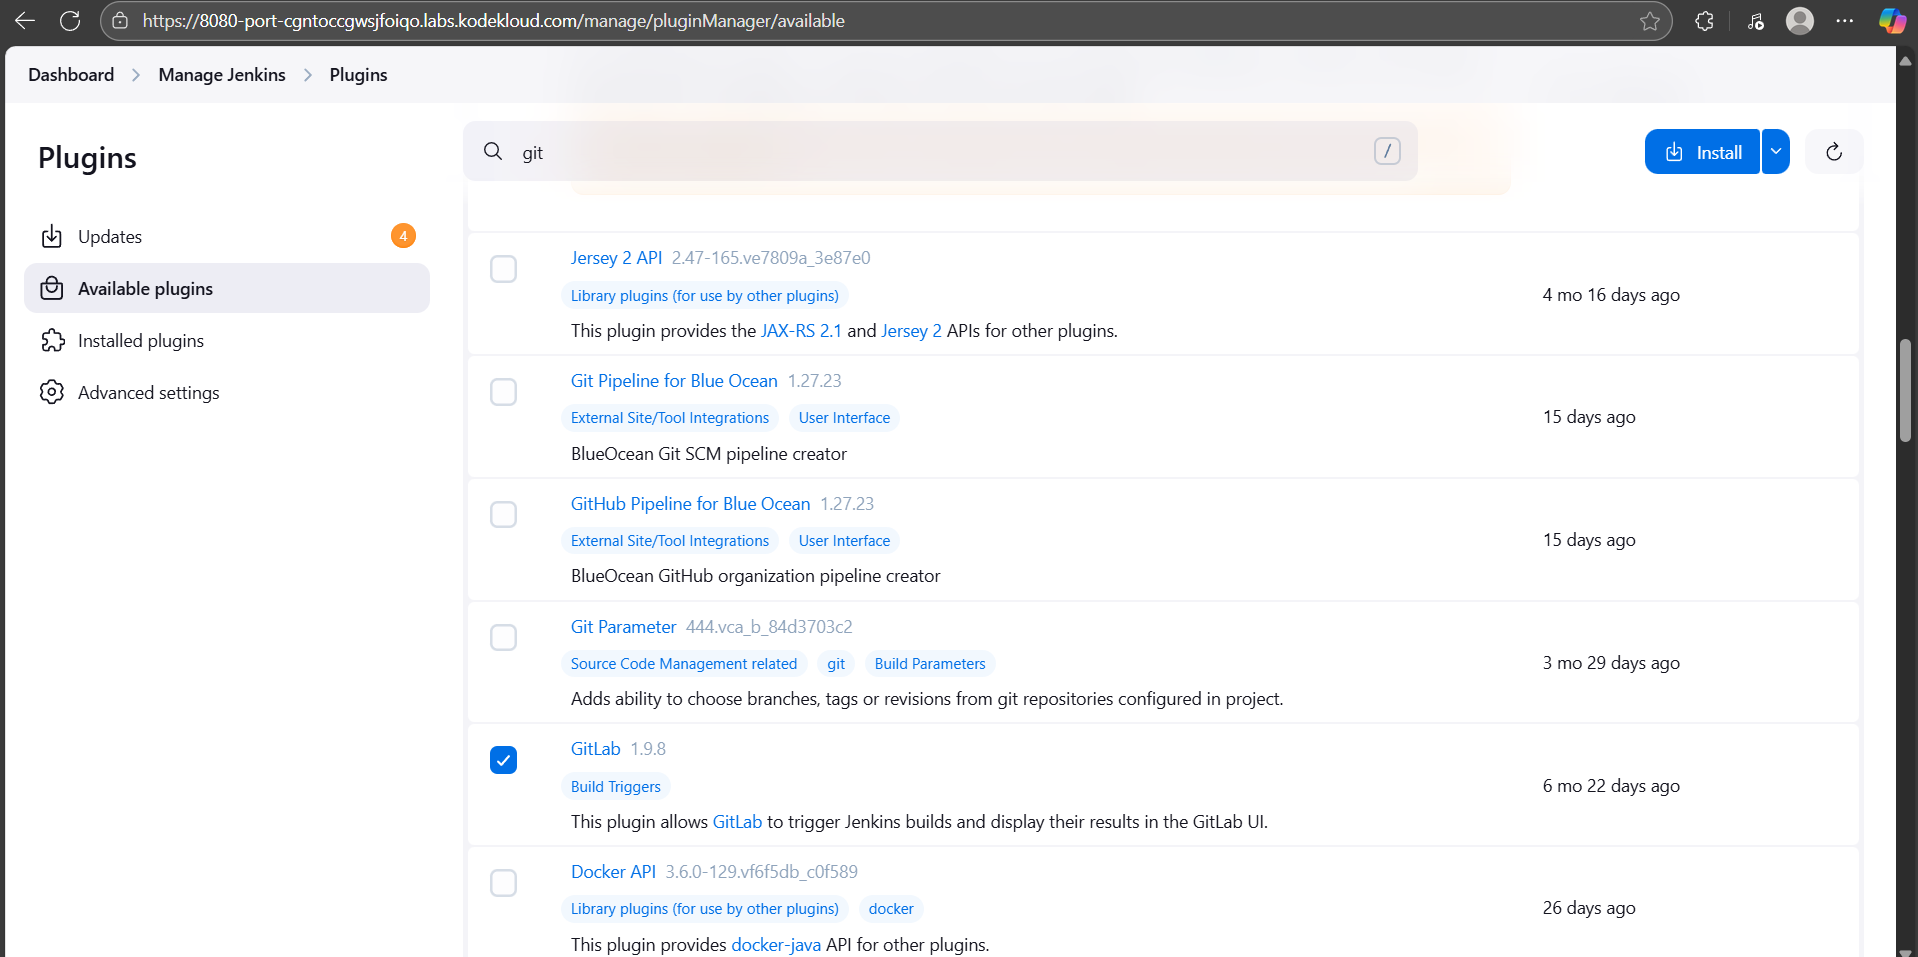 https://8080-port-cgntoccgwsjfoiqo.labs.kodekloud.com/manage/pluginManager/available
Dashboard > Manage Jenkins > Plugins
Plugins
git
/
Install
Updates
4
Available plugins
Installed plugins
Advanced settings
Jersey 2 API 2.47-165.ve7809a_3e87e0
Library plugins (for use by other plugins)
4 mo 16 days ago
This plugin provides the JAX-RS 2.1 and Jersey 2 APIs for other plugins.
Git Pipeline for Blue Ocean 1.27.23
External Site/Tool Integrations User Interface
15 days ago
BlueOcean Git SCM pipeline creator
GitHub Pipeline for Blue Ocean 1.27.23
External Site/Tool Integrations User Interface
15 days ago
BlueOcean GitHub organization pipeline creator
Git Parameter 444.vca_b_84d3703c2
Source Code Management related git Build Parameters
3 mo 29 days ago
Adds ability to choose branches, tags or revisions from git repositories configured in project.
GitLab 1.9.8
Build Triggers
6 mo 22 days ago
This plugin allows GitLab to trigger Jenkins builds and display their results in the GitLab UI.
Docker API 3.6.0-129.vf6f5db_c0f589
Library plugins (for use by other plugins) docker
26 days ago
This plugin provides docker-java API for other plugins.